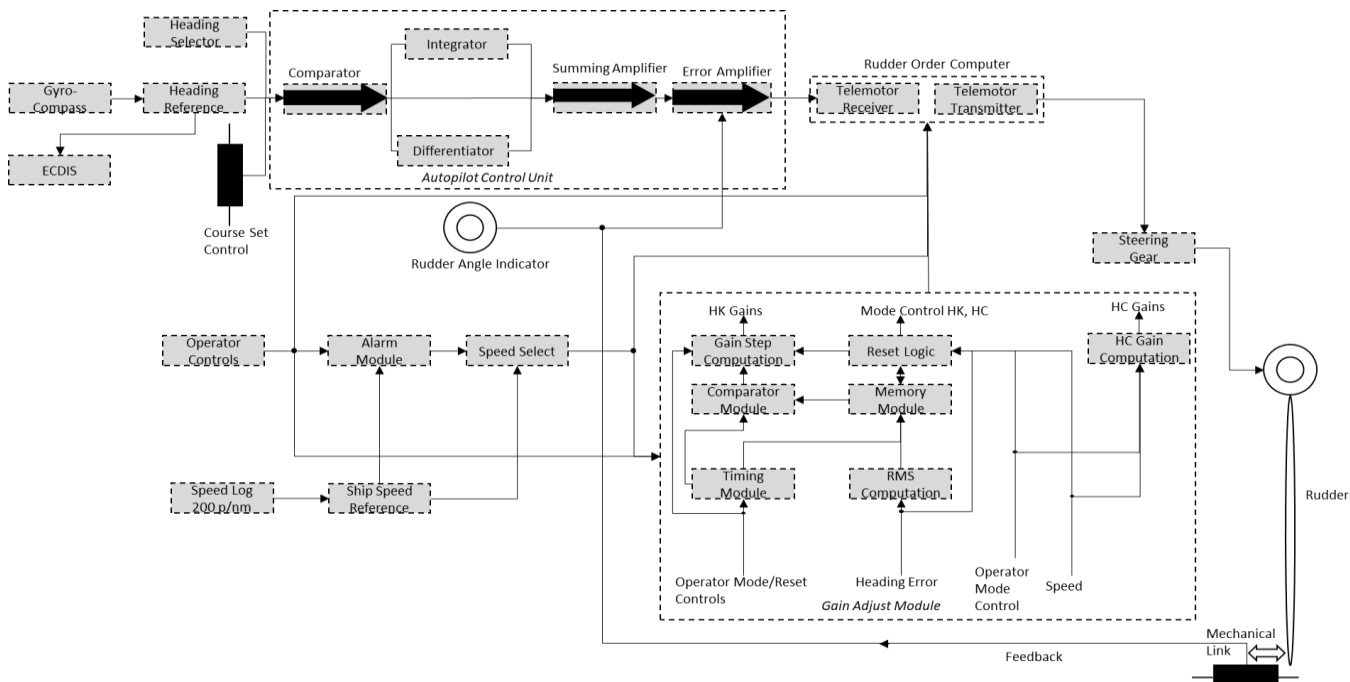 Heading
Selector
Gyro-
Compass
Heading
Reference
ECDIS
Course Set
Control
Comparator
Integrator
Differentiator
Autopilot Control Unit
Summing Amplifier
Error Amplifier
Rudder Order Computer
Telemotor
Receiver
Telemotor
Transmitter
Rudder Angle Indicator
Steering
Gear
Operator
Controls
Alarm
Module
Speed Select
Speed Log
200 p/nm
Ship Speed
Reference
HK Gains
Mode Control HK, HC
HC Gains
Gain Step
Computation
Reset Logic
HC Gain
Computation
Comparator
Module
Memory
Module
Timing
Module
RMS
Computation
Operator Mode/Reset
Controls
Heading Error
Operator
Mode
Control
Speed
Gain Adjust Module
Rudder
Mechanical
Link
Feedback